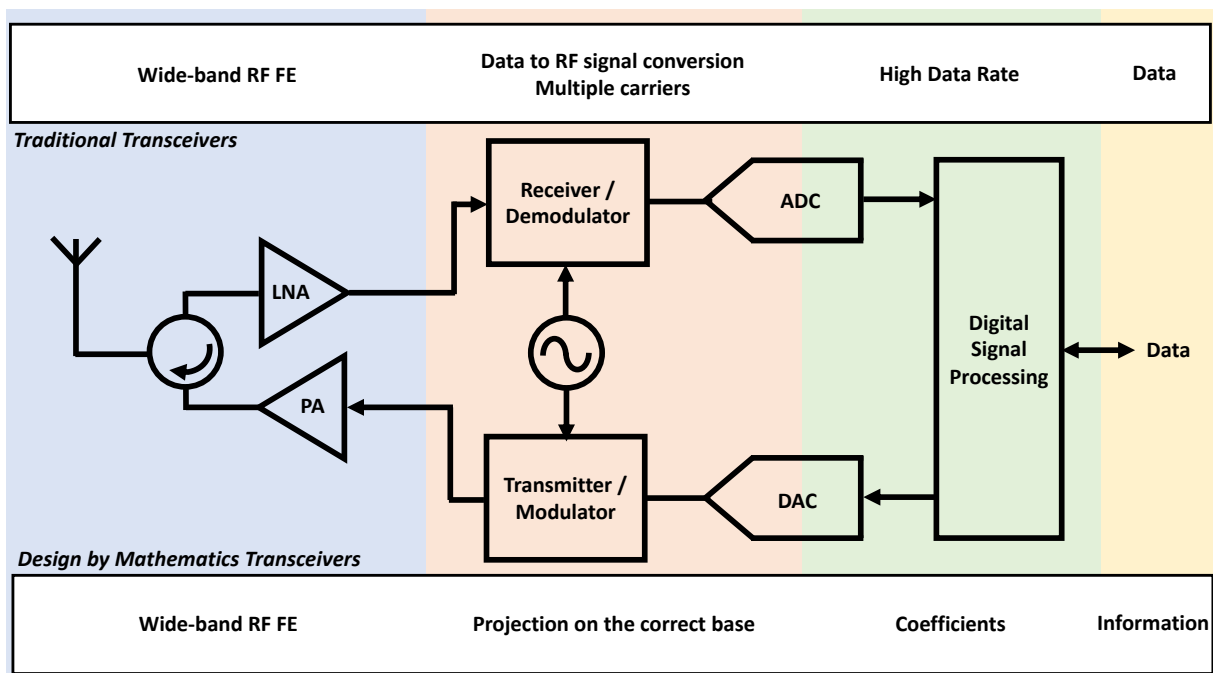 Wide-band RF FE
Data to RF signal conversion
Multiple carriers
High Data Rate
Data
Traditional Transceivers
Receiver /
Demodulator
ADC
LNA
Digital
Signal
Processing
Data
PA
Transmitter /
Modulator
DAC
Design by Mathematics Transceivers
Wide-band RF FE
Projection on the correct base
Coefficients
Information